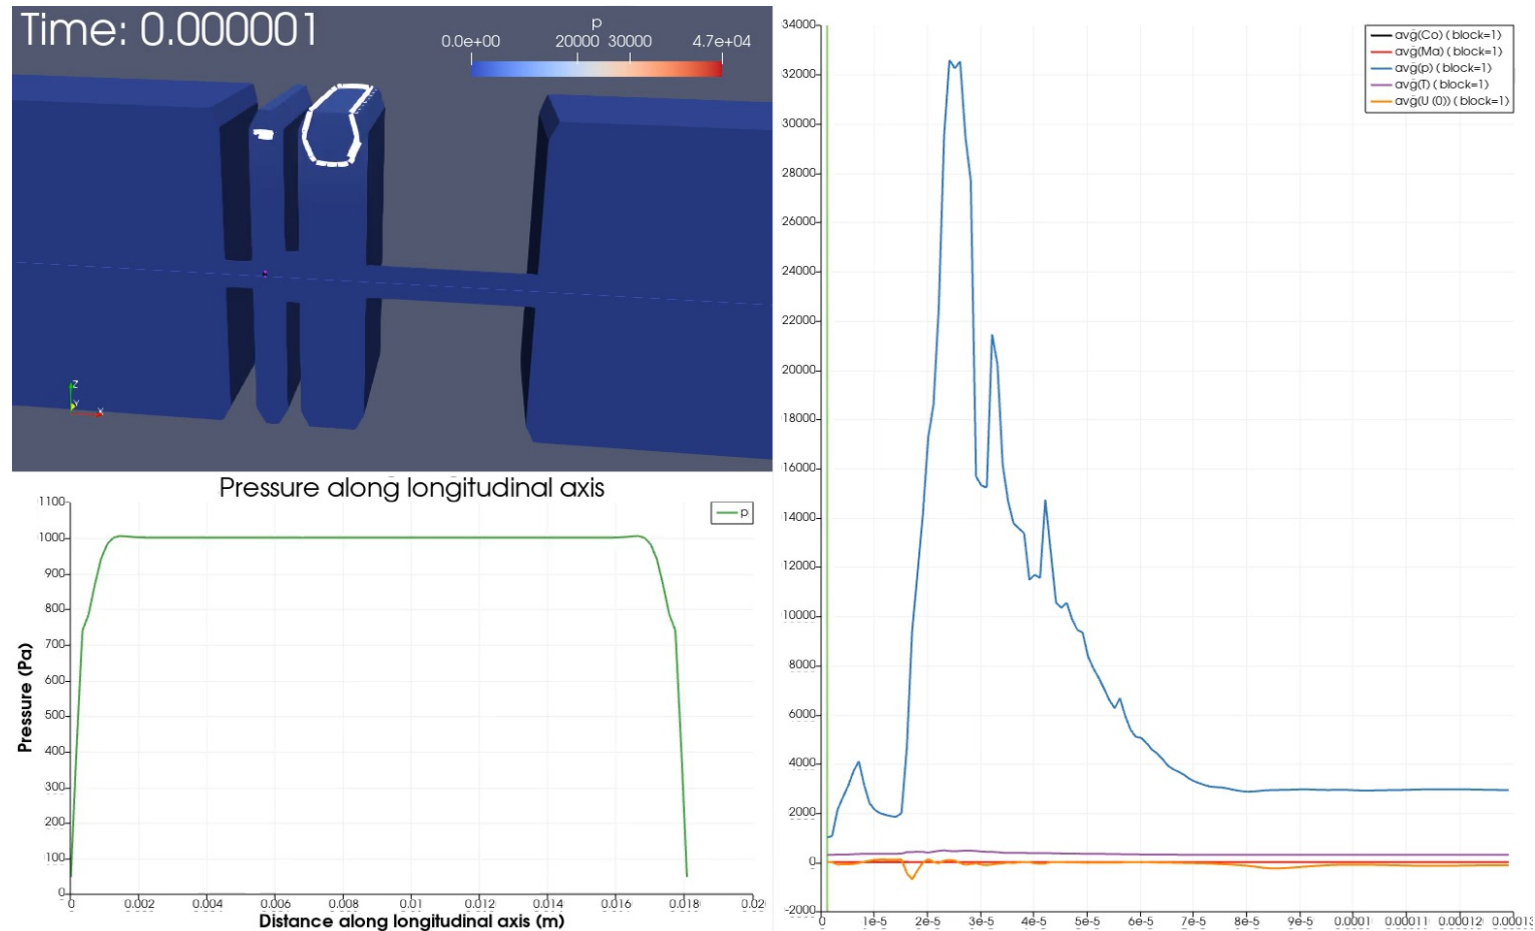 Time: 0.000001
p
0.0e+00 20000 30000 4.7e+04
Z
Y
X
Pressure along longitudinal axis
p
1100
1000
900
800
700
600
500
400
300
200
100
0
Pressure (Pa)
0 0.002 0.004 0.006 0.008 0.01 0.012 0.014 0.016 0.018 0.02
Distance along longitudinal axis (m)
avg(Co) (block=1)
avg(Ma) (block=1)
avg(p) (block=1)
avg(T) (block=1)
avg(U (0)) (block=1)
34000
32000
30000
28000
26000
24000
22000
20000
18000
16000
14000
12000
10000
8000
6000
4000
2000
0
-2000
0 1e-5 2e-5 3e-5 4e-5 5e-5 6e-5 7e-5 8e-5 9e-5 0.0001 0.00011 0.00012 0.00013